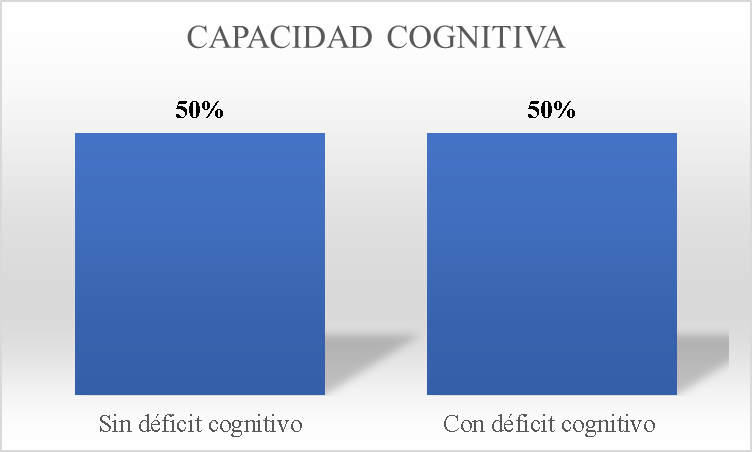 CAPACIDAD COGNITIVA
50% 50%
Sin déficit cognitivo Con déficit cognitivo